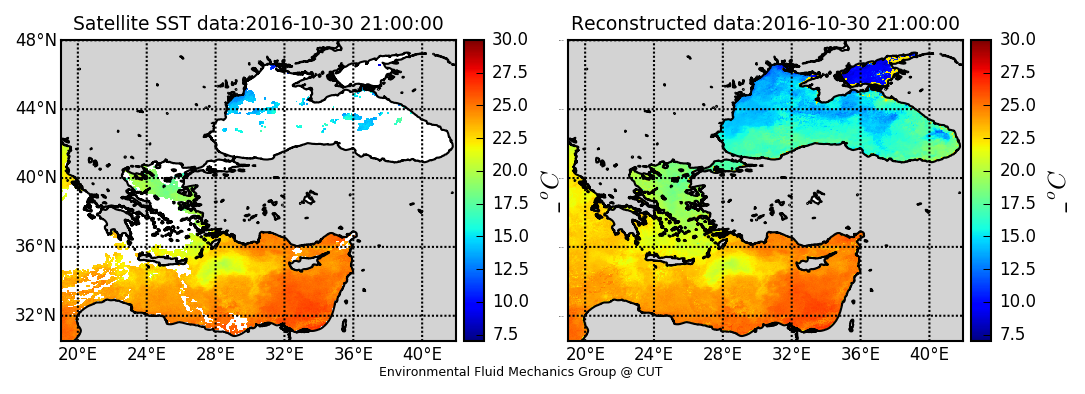 Satellite SST data:2016-10-30 21:00:00
48°N
44°N
40°N
36°N
32°N
20°E 24°E 28°E 32°E 36°E 40°E
30.0
27.5
25.0
22.5
20.0
17.5
15.0
12.5
10.0
7.5
_°C
Reconstructed data:2016-10-30 21:00:00
20°E 24°E 28°E 32°E 36°E 40°E
30.0
27.5
25.0
22.5
20.0
17.5
15.0
12.5
10.0
7.5
_°C
Environmental Fluid Mechanics Group @ CUT